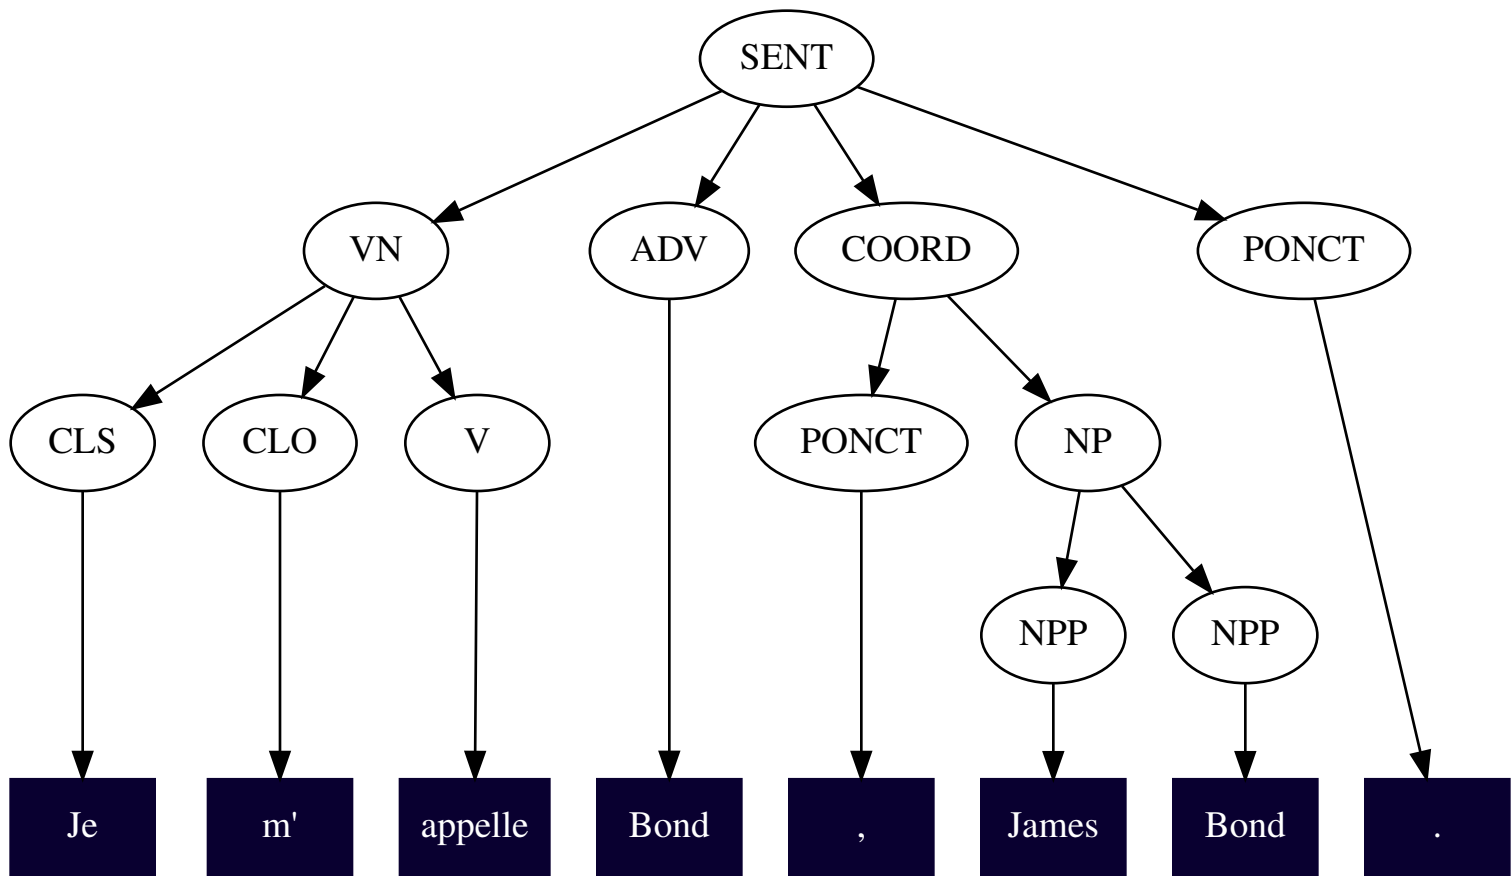 SENT
VN ADV COORD PONCT
CLS CLO V PONCT NP
NPP NPP
Je m' appelle Bond , James Bond .